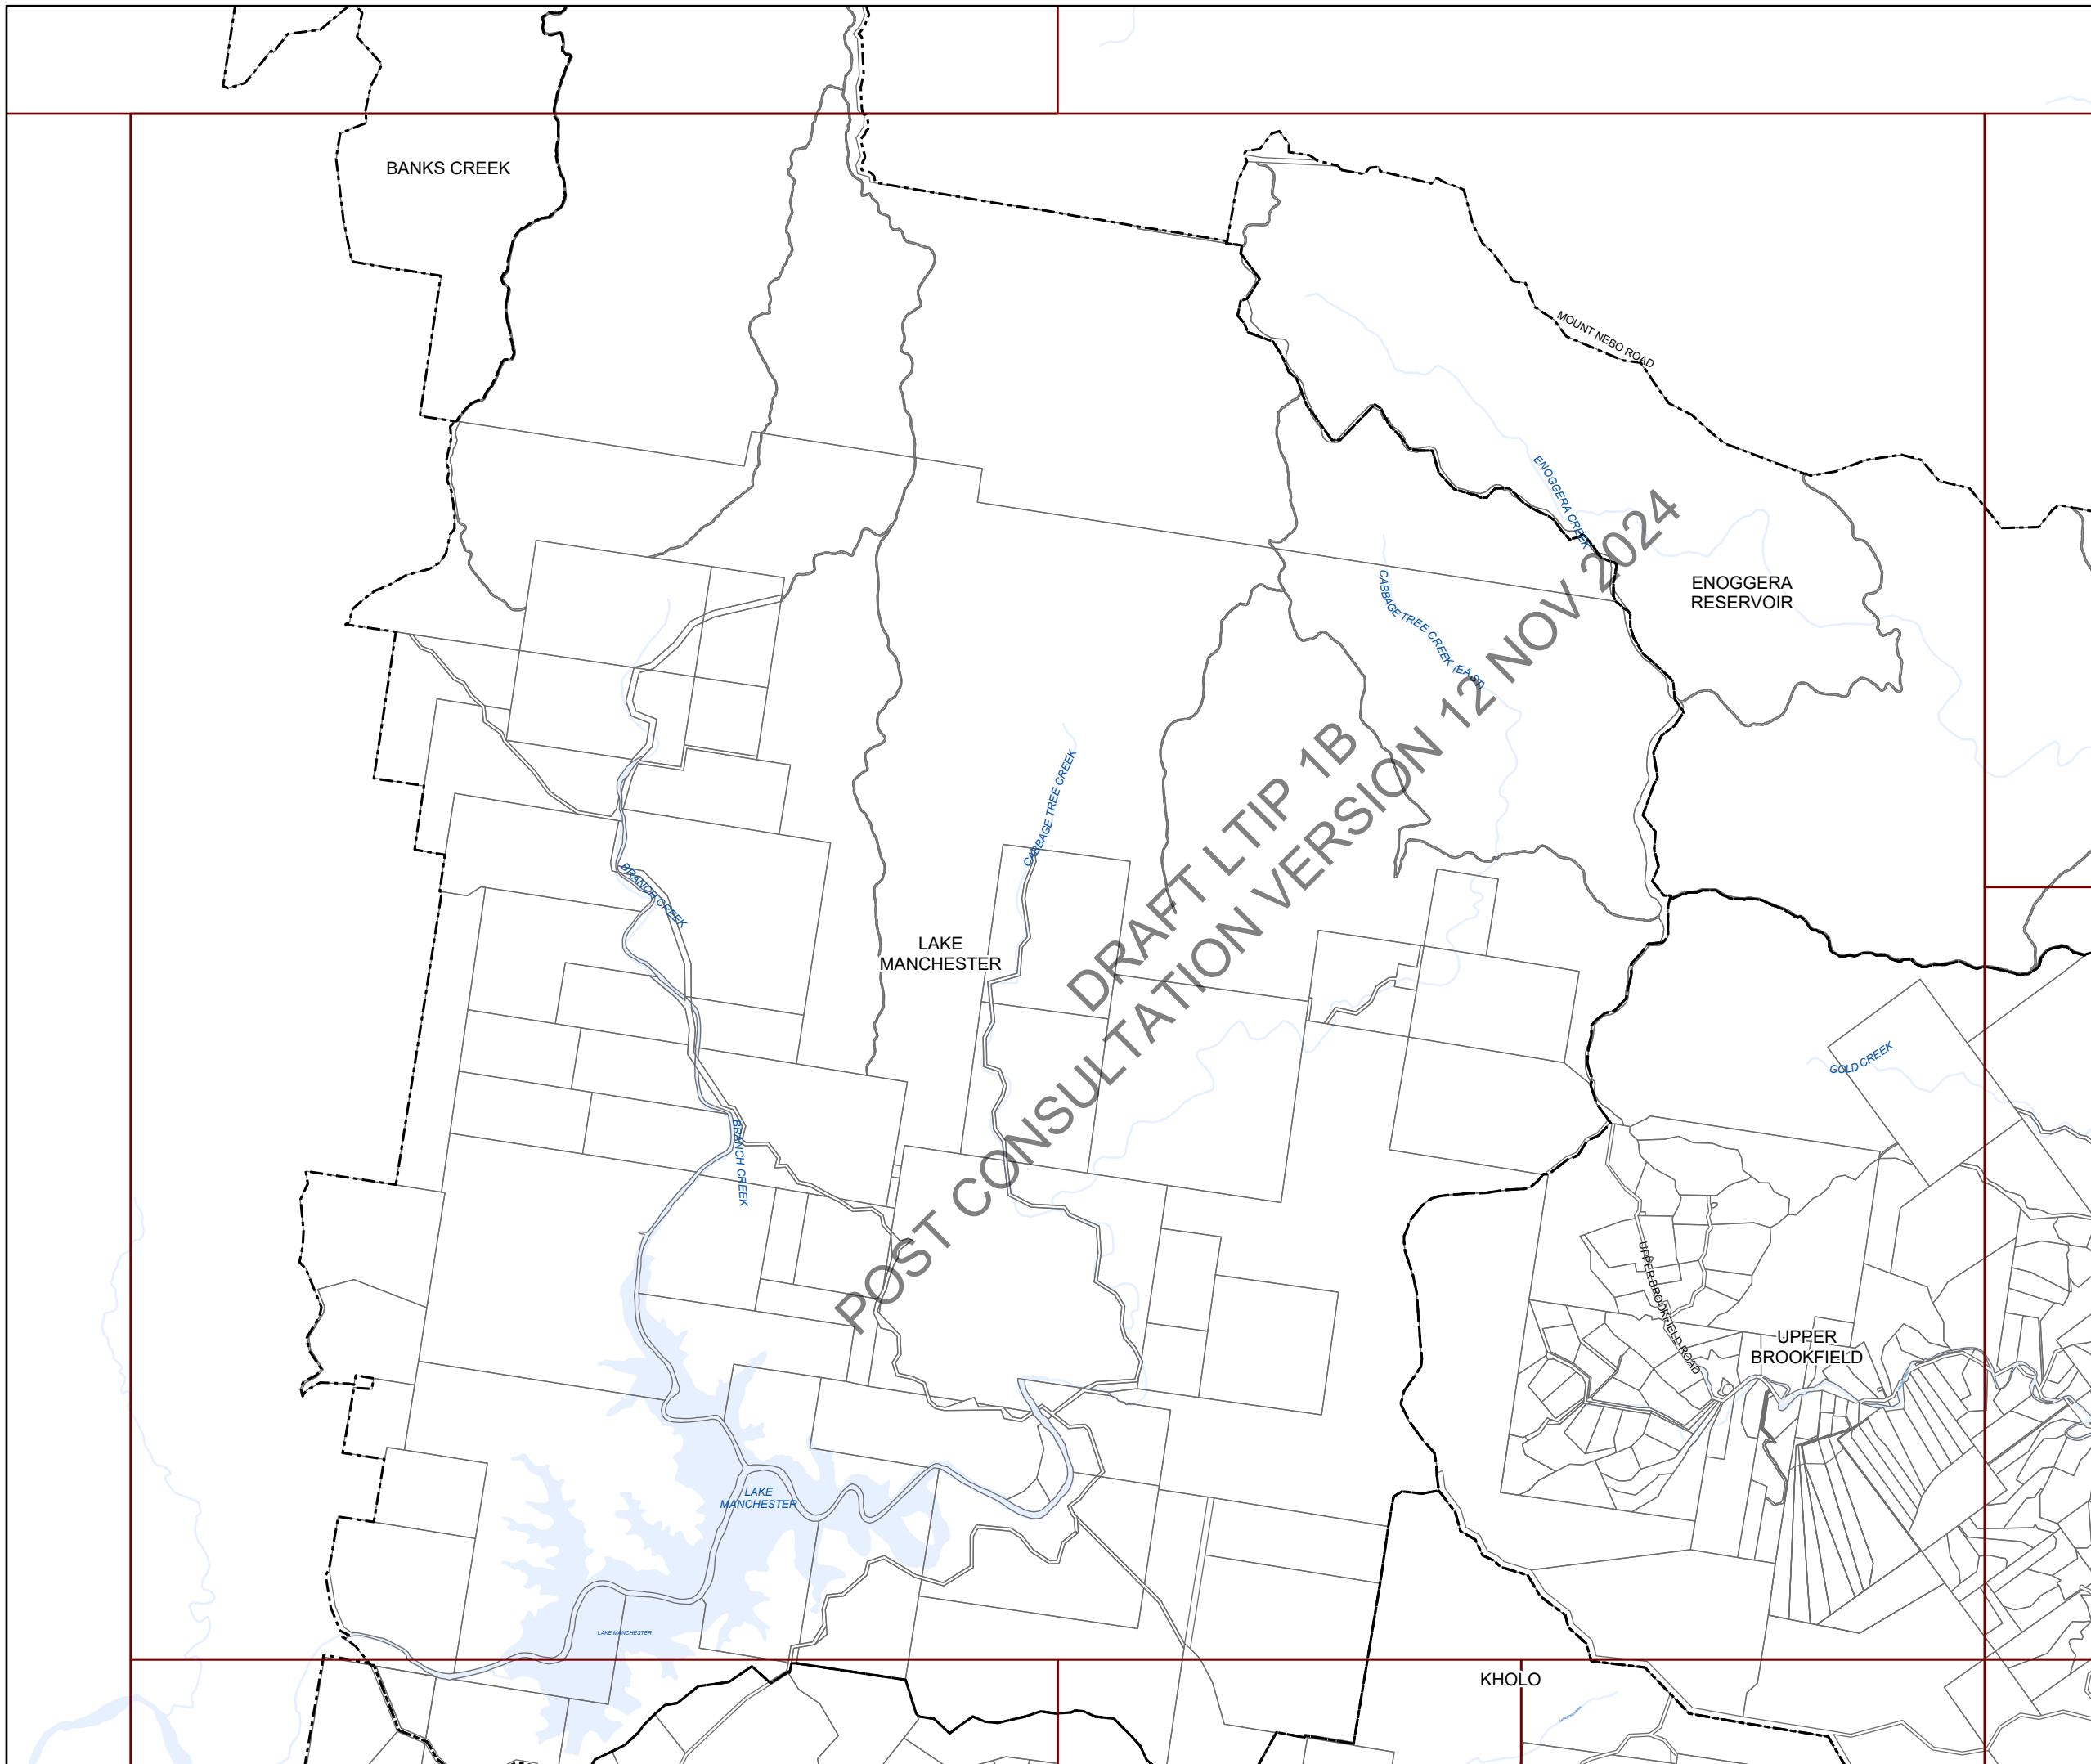 BANKS CREEK
MOUNT NEBO ROAD
ENOGGERA CREEK
ENOGGERA
RESERVOIR
CABBAGE TREE CREEK (EAST)
CABBAGE TREE CREEK
BRANCH CREEK
LAKE
MANCHESTER
DRAFT LTIP 1B
POST CONSULTATION VERSION 12 NOV 2024
GOLD CREEK
BRANCH CREEK
UPPER BROOKFIELD ROAD
UPPER
BROOKFIELD
LAKE
MANCHESTER
LAKE MANCHESTER
KHOLO